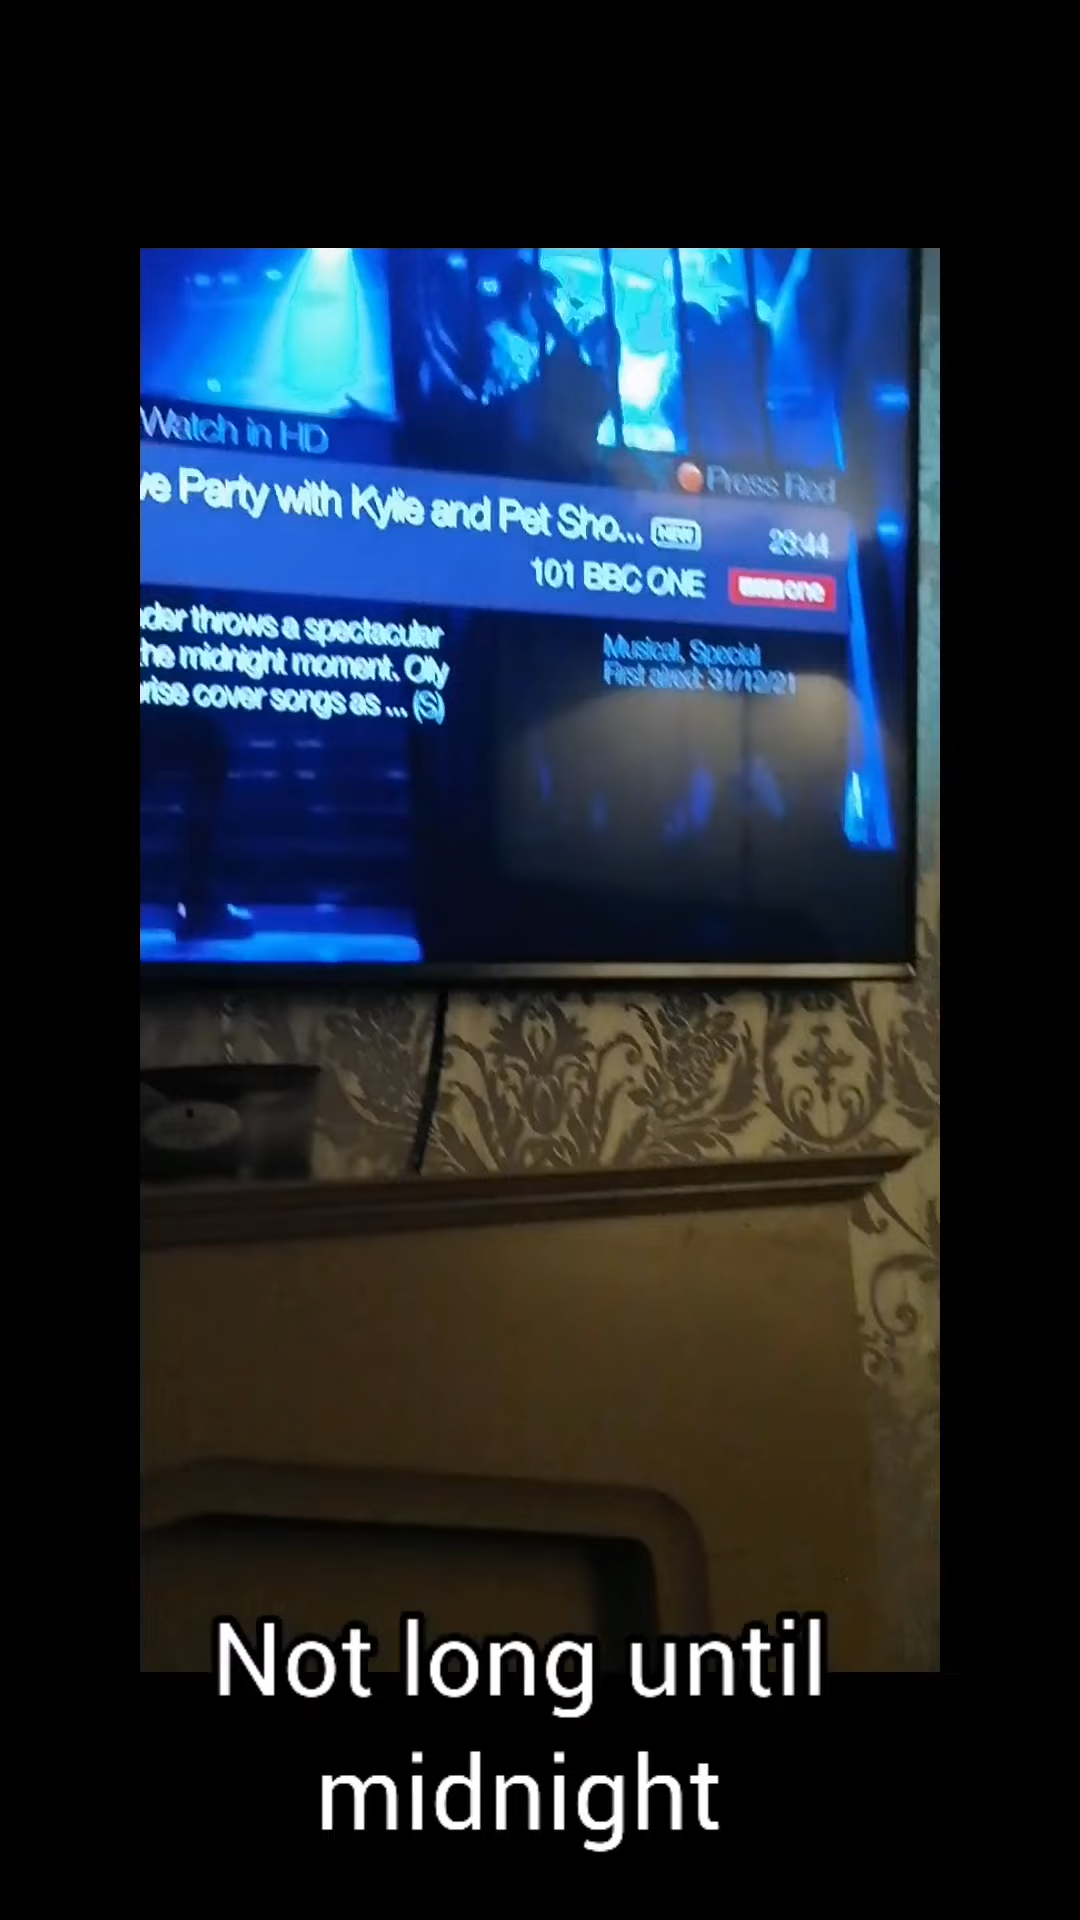 Watch in HD
Press Red
ve Party with Kylie and Pet Sho... NEW
23:44
101 BBC ONE
one
der throws a spectacular
he midnight moment. Olly
rise cover songs as ... (S)
Musical, Special
First aired: 31/12/21
Not long until
midnight